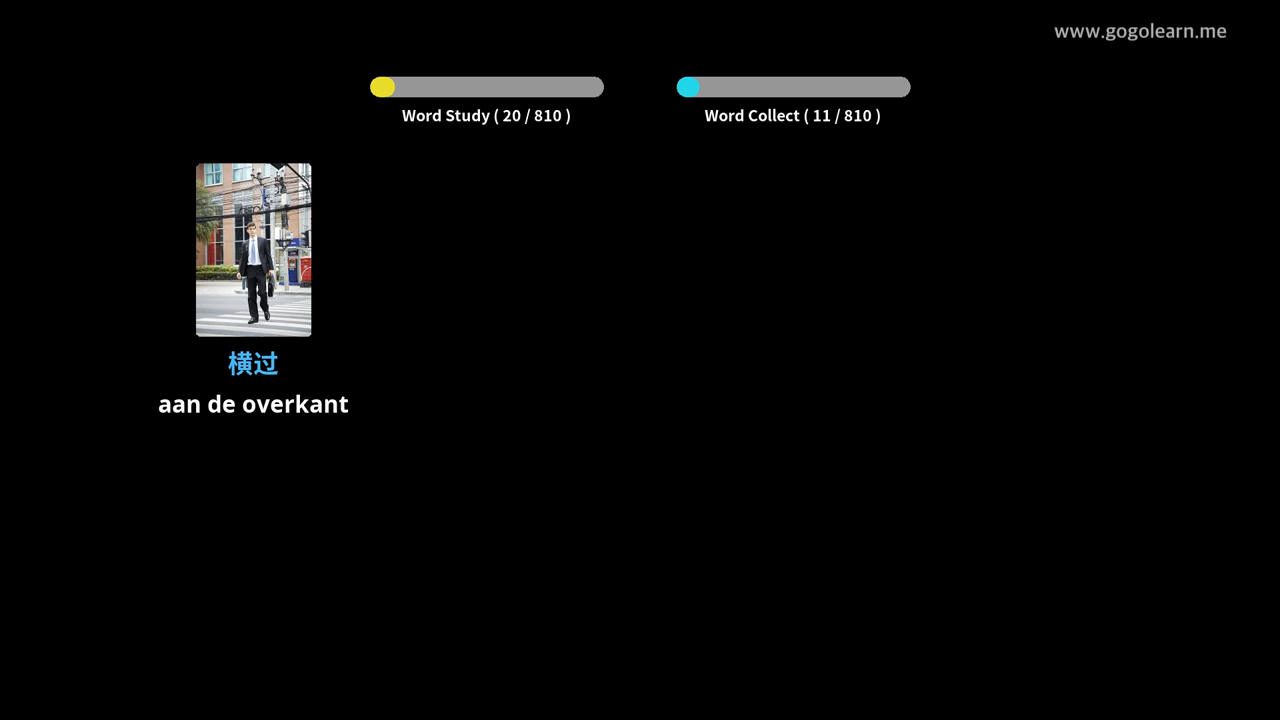 www.gogolearn.me
Word Study ( 20 / 810 )
Word Collect ( 11 / 810 )
横过
aan de overkant